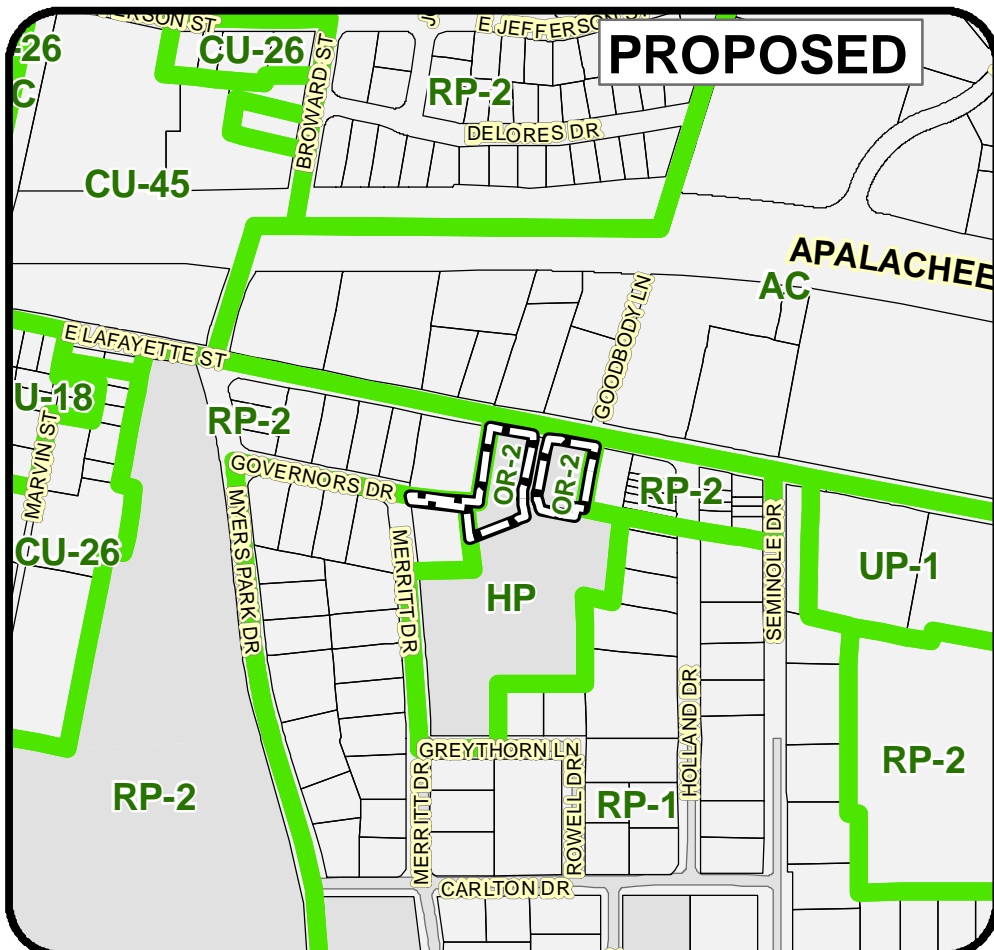 ERSON ST
E JEFFERSON ST
PROPOSED
-26
C
CU-26
BROWARD ST
RP-2
DELORES DR
CU-45
APALACHEE
AC
GOODBODY LN
E LAFAYETTE ST
U-18
MARVIN ST
RP-2
GOVERNORS DR
OR-2
OR-2
RP-2
CU-26
MYERS PARK DR
MERRITT DR
HP
SEMINOLE DR
UP-1
HOLLAND DR
GREYTHORN LN
MERRITT DR
ROWELL DR
RP-1
RP-2
RP-2
CARLTON DR